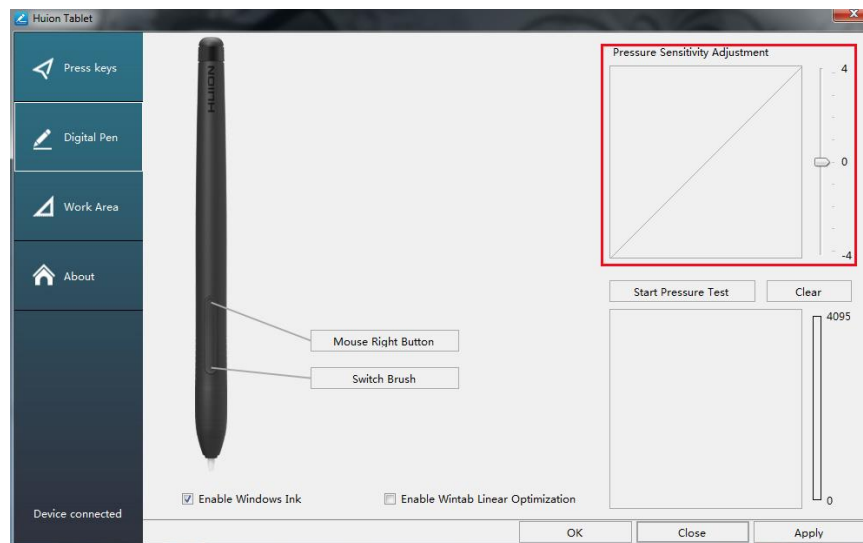 Huion Tablet
Press keys
Digital Pen
Work Area
About
Device connected
HUION
Mouse Right Button
Switch Brush
Enable Windows Ink
Enable Wintab Linear Optimization
Pressure Sensitivity Adjustment
4
0
-4
Start Pressure Test
Clear
4095
0
OK
Close
Apply